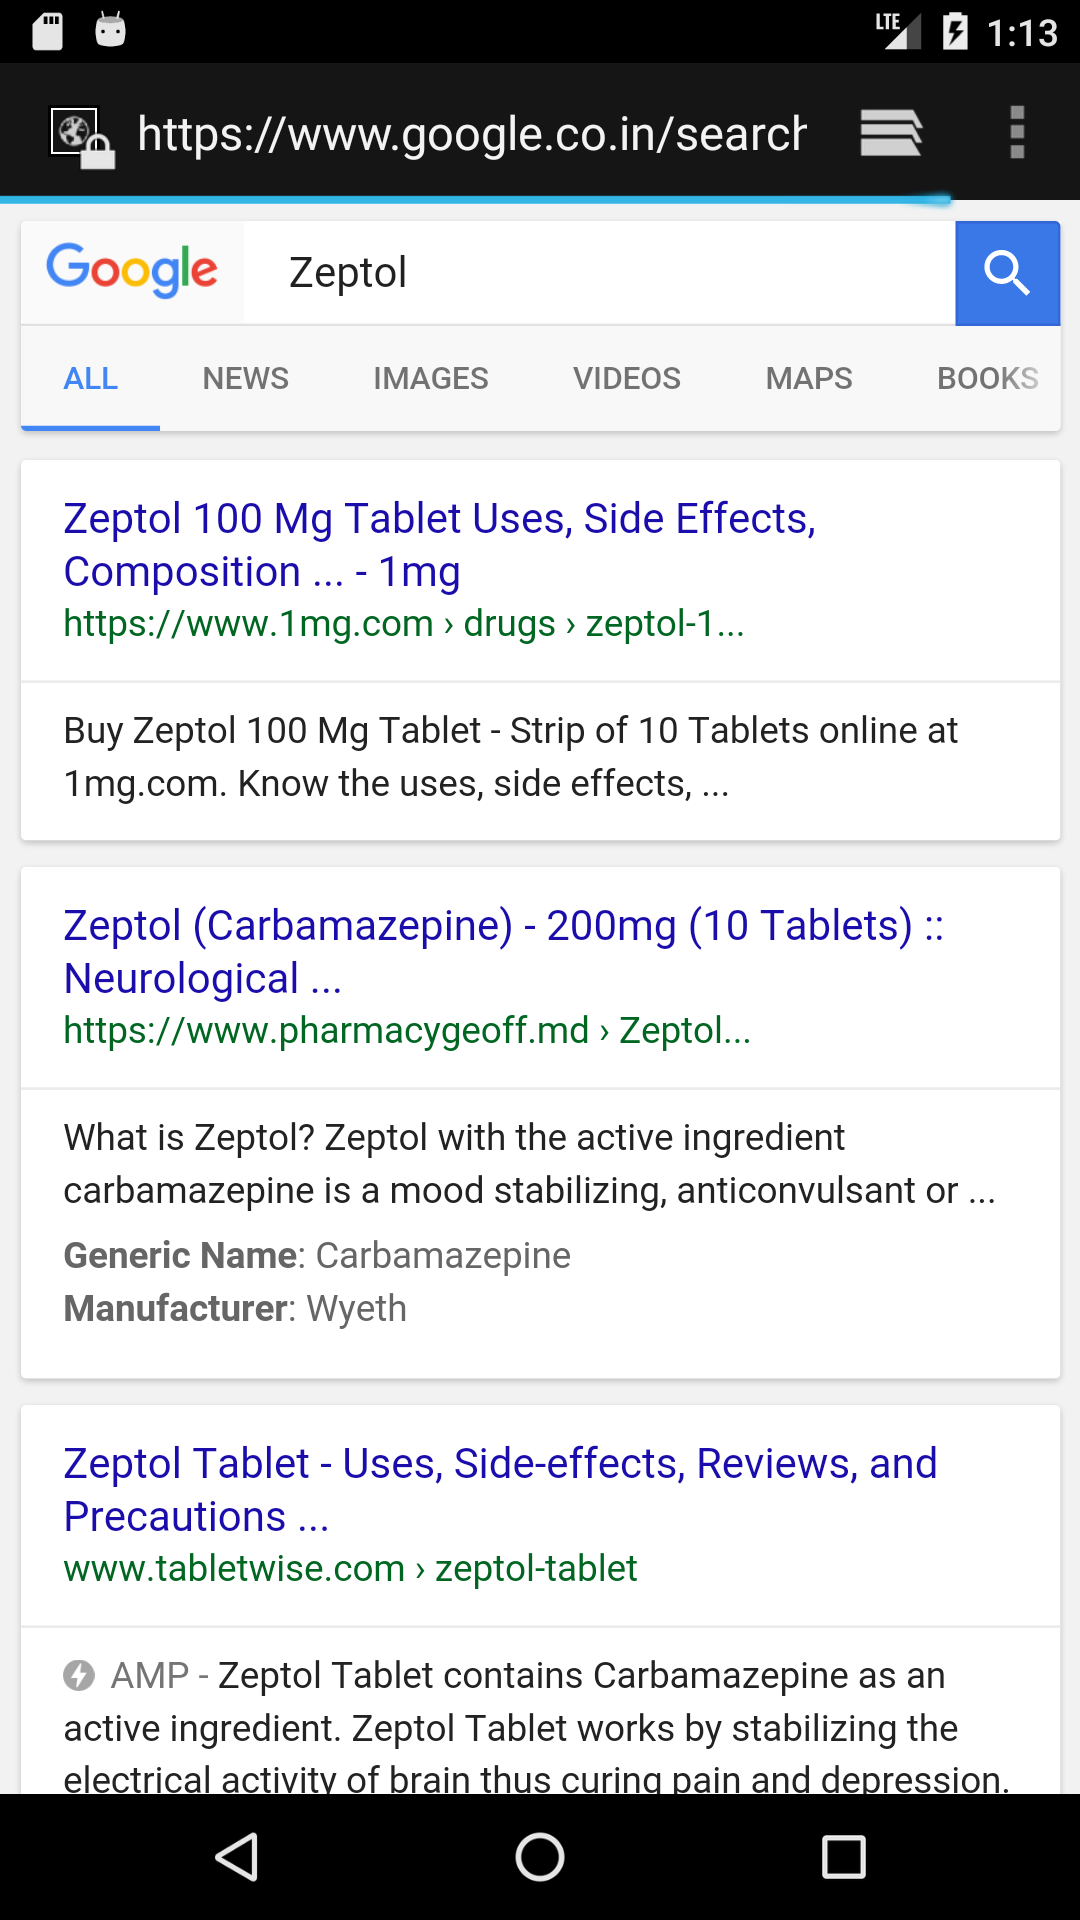 LTE 1:13
https://www.google.co.in/search
Google Zeptol
ALL NEWS IMAGES VIDEOS MAPS BOOKS
Zeptol 100 Mg Tablet Uses, Side Effects,
Composition ... - 1mg
https://www.1mg.com › drugs › zeptol-1...
Buy Zeptol 100 Mg Tablet - Strip of 10 Tablets online at
1mg.com. Know the uses, side effects, ...
Zeptol (Carbamazepine) - 200mg (10 Tablets) ::
Neurological ...
https://www.pharmacygeoff.md › Zeptol...
What is Zeptol? Zeptol with the active ingredient
carbamazepine is a mood stabilizing, anticonvulsant or ...
Generic Name: Carbamazepine
Manufacturer: Wyeth
Zeptol Tablet - Uses, Side-effects, Reviews, and
Precautions ...
www.tabletwise.com › zeptol-tablet
AMP - Zeptol Tablet contains Carbamazepine as an
active ingredient. Zeptol Tablet works by stabilizing the
electrical activity of brain thus curing pain and depression.